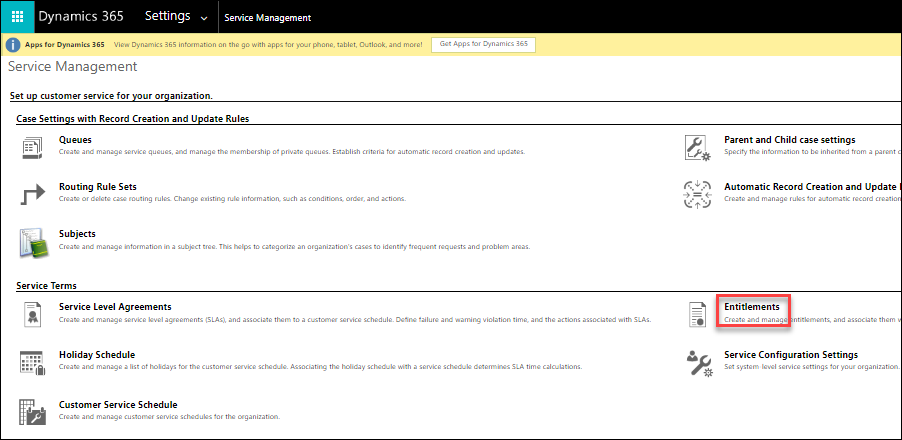 Dynamics 365 Settings Service Management
Apps for Dynamics 365 View Dynamics 365 information on the go with apps for your phone, tablet, Outlook, and more! Get Apps for Dynamics 365
Service Management
Set up customer service for your organization.
Case Settings with Record Creation and Update Rules
Queues
Create and manage service queues, and manage the membership of private queues. Establish criteria for automatic record creation and updates.
Parent and Child case settings
Specify the information to be inherited from a parent c
Routing Rule Sets
Create or delete case routing rules. Change existing rule information, such as conditions, order, and actions.
Automatic Record Creation and Update
Create and manage rules for automatic record creation
Subjects
Create and manage information in a subject tree. This helps to categorize an organization's cases to identify frequent requests and problem areas.
Service Terms
Service Level Agreements
Create and manage service level agreements (SLAs), and associate them to a customer service schedule. Define failure and warning violation time, and the actions associated with SLAs.
Entitlements
Create and manage entitlements, and associate them w
Holiday Schedule
Create and manage a list of holidays for the customer service schedule. Associating the holiday schedule with a service schedule determines SLA time calculations.
Service Configuration Settings
Set system-level service settings for your organization.
Customer Service Schedule
Create and manage customer service schedules for the organization.